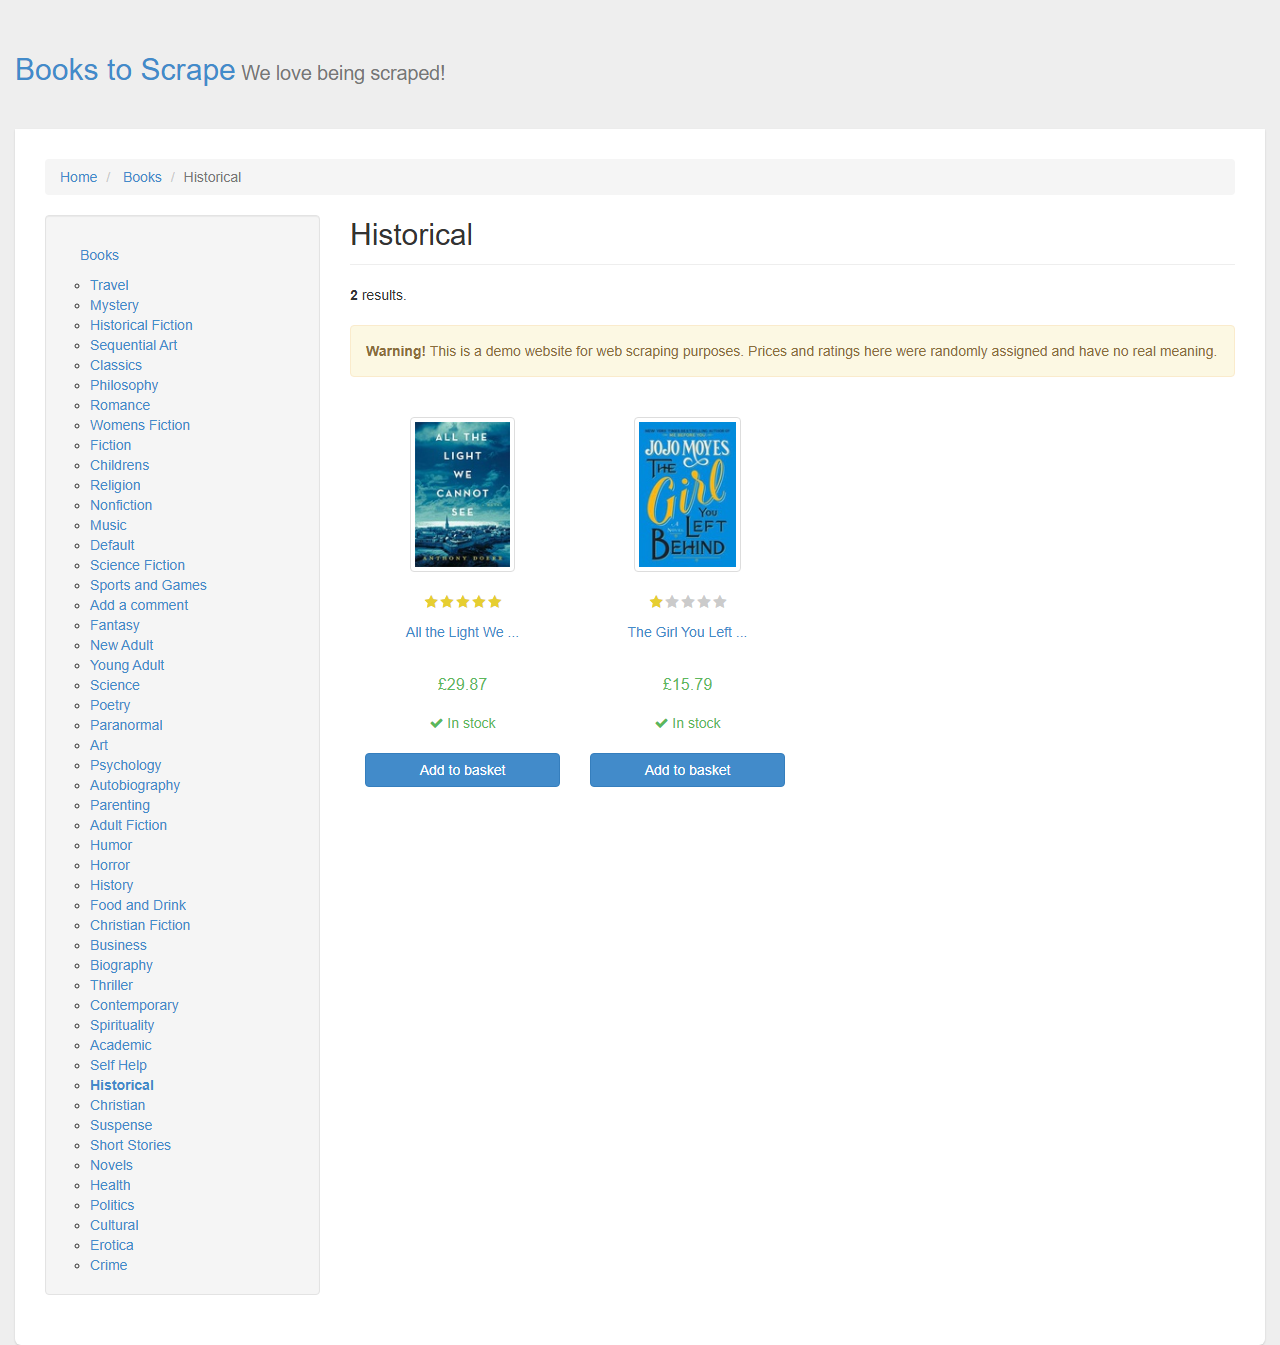 Books to Scrape We love being scraped!
Home / Books / Historical
Books
Travel
Mystery
Historical Fiction
Sequential Art
Classics
Philosophy
Romance
Womens Fiction
Fiction
Childrens
Religion
Nonfiction
Music
Default
Science Fiction
Sports and Games
Add a comment
Fantasy
New Adult
Young Adult
Science
Poetry
Paranormal
Art
Psychology
Autobiography
Parenting
Adult Fiction
Humor
Horror
History
Food and Drink
Christian Fiction
Business
Biography
Thriller
Contemporary
Spirituality
Academic
Self Help
Historical
Christian
Suspense
Short Stories
Novels
Health
Politics
Cultural
Erotica
Crime
Historical
2 results.
Warning! This is a demo website for web scraping purposes. Prices and ratings here were randomly assigned and have no real meaning.
ALL THE
LIGHT
WE
CANNOT
SEE
ANTHONY DOERR
All the Light We ...
£29.87
In stock
Add to basket
JOJO MOYES
THE
Girl
YOU
LEFT
BEHIND
The Girl You Left ...
£15.79
In stock
Add to basket